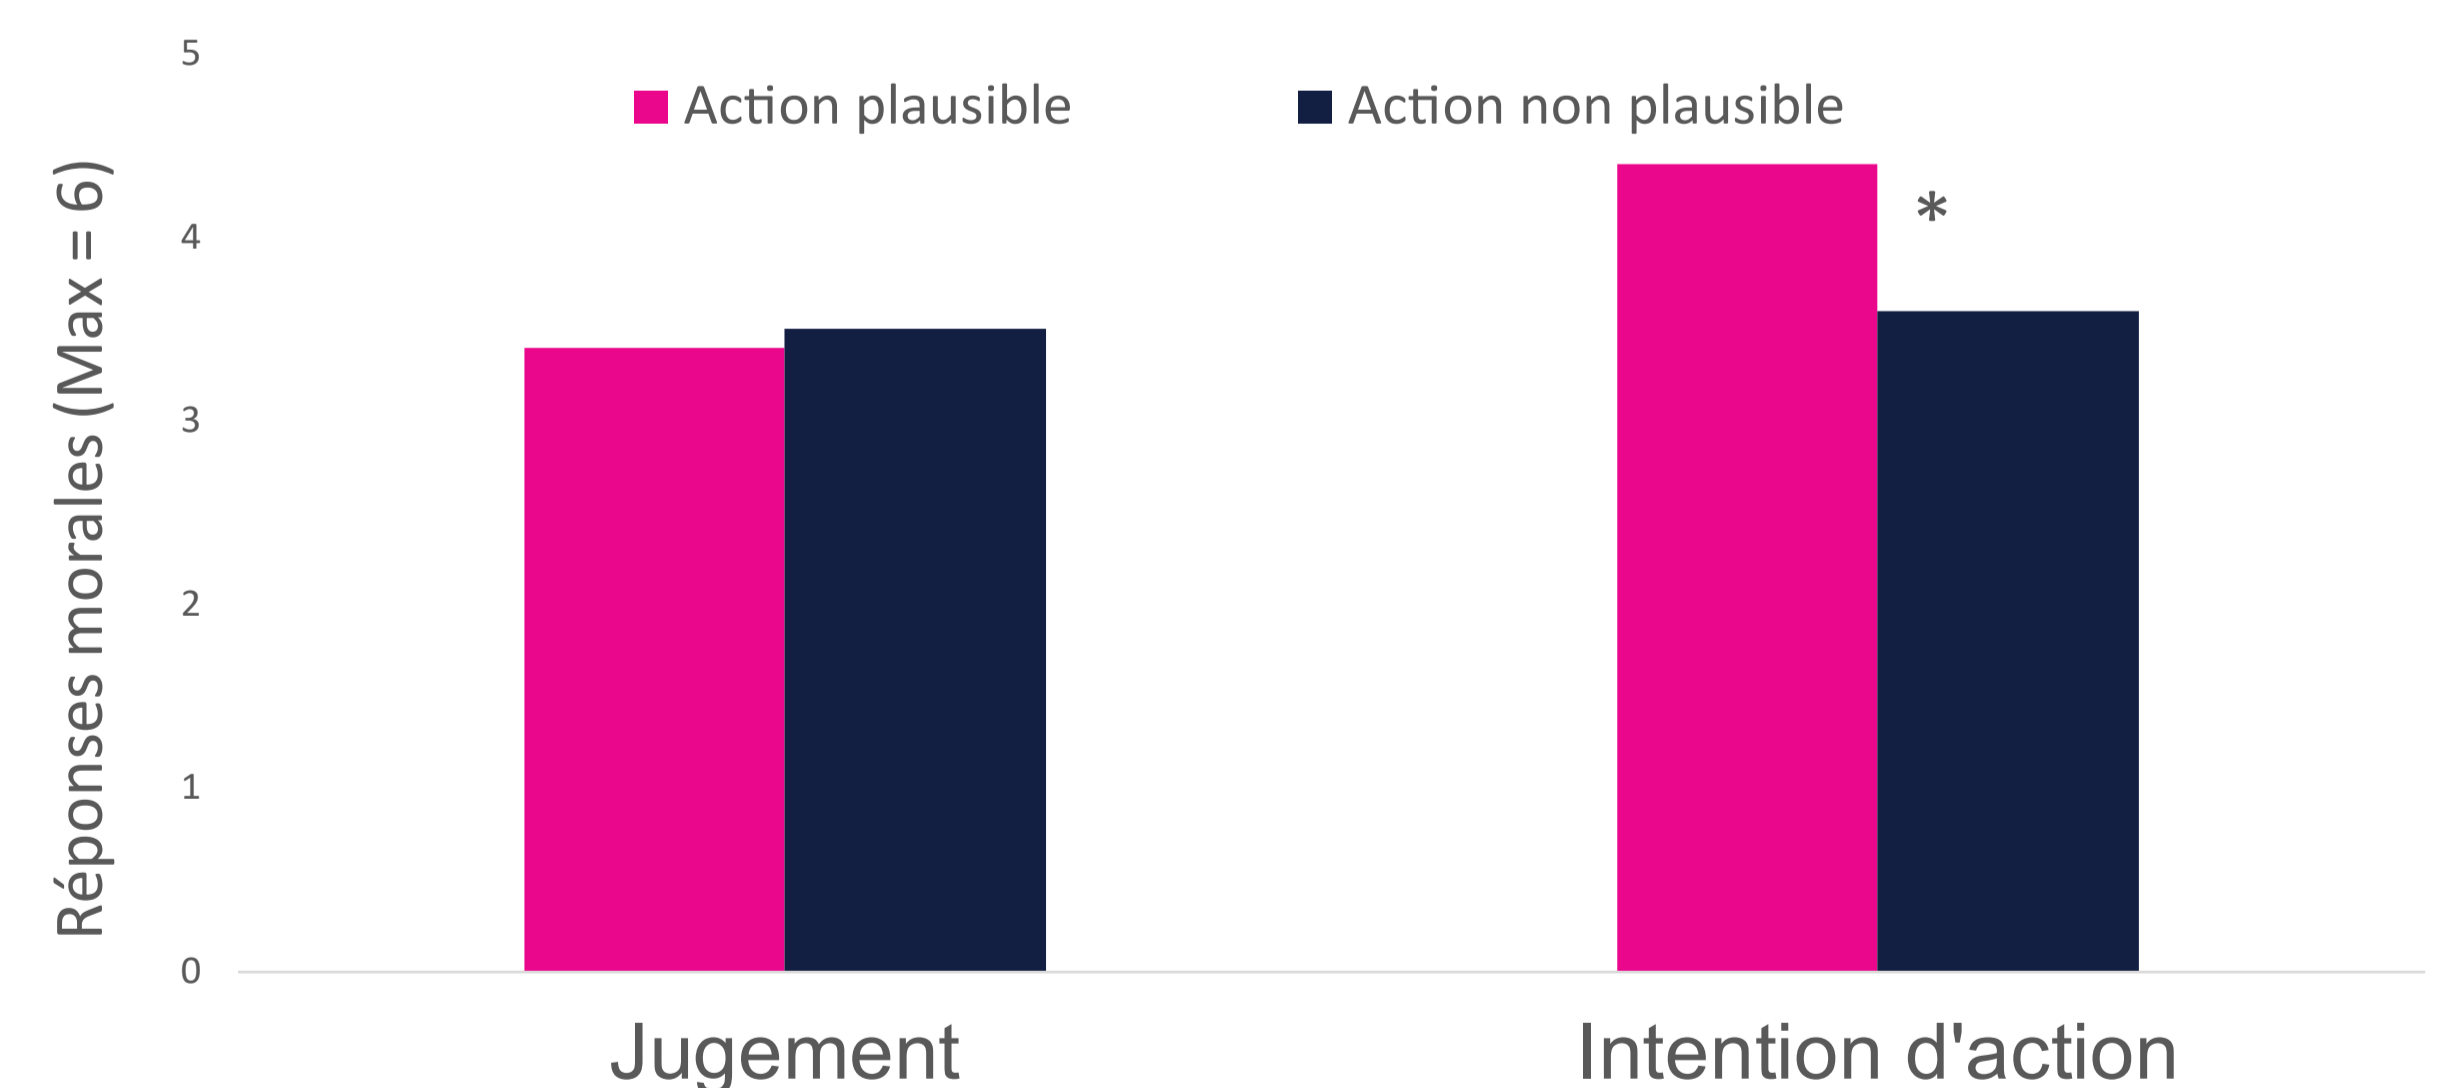 5
Action plausible
Action non plausible
Réponses morales (Max = 6)
4
*
3
2
1
0
Jugement
Intention d'action